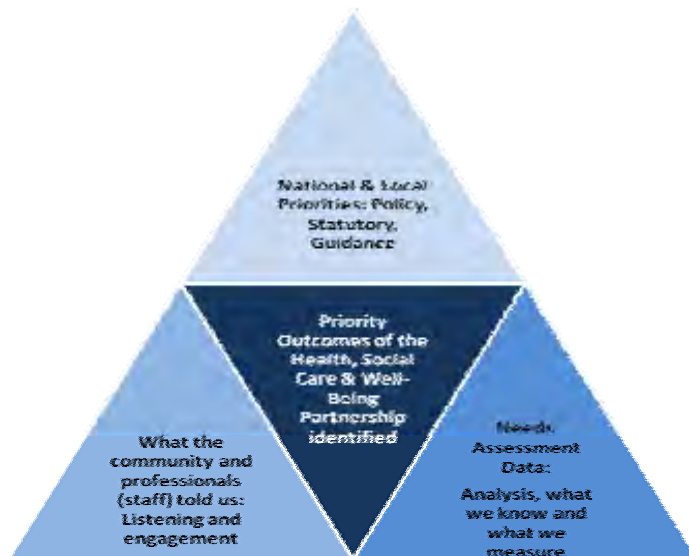 National & Local
Priorities: Policy,
Statutory,
Guidance
Priority
Outcomes of the
Health, Social
Care & Well-
Being
Partnership
identified
What the
community and
professionals
(staff) told us:
Listening and
engagement
Needs
Assessment
Data:
Analysis, what
we know and
what we
measure